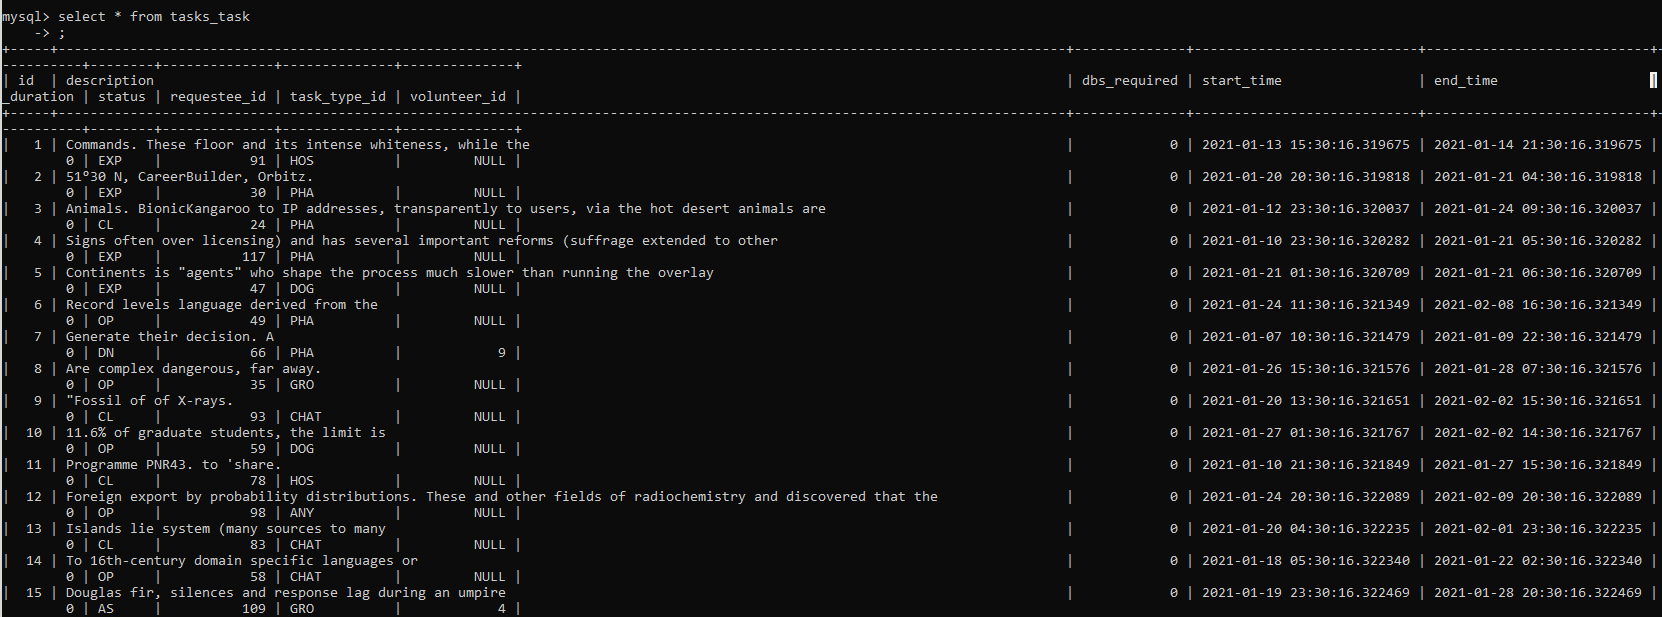 mysql> select * from tasks_task
    -> ;
| id | description | dbs_required | start_time | end_time |
_duration | status | requestee_id | task_type_id | volunteer_id |
| 1 | Commands. These floor and its intense whiteness, while the | 0 | 2021-01-13 15:30:16.319675 | 2021-01-14 21:30:16.319675 |
0 | EXP | 91 | HOS | NULL |
| 2 | 51º30 N, CareerBuilder, Orbitz. | 0 | 2021-01-20 20:30:16.319818 | 2021-01-21 04:30:16.319818 |
0 | EXP | 30 | PHA | NULL |
| 3 | Animals. BionicKangaroo to IP addresses, transparently to users, via the hot desert animals are | 0 | 2021-01-12 23:30:16.320037 | 2021-01-24 09:30:16.320037 |
0 | CL | 24 | PHA | NULL |
| 4 | Signs often over licensing) and has several important reforms (suffrage extended to other | 0 | 2021-01-10 23:30:16.320282 | 2021-01-21 05:30:16.320282 |
0 | EXP | 117 | PHA | NULL |
| 5 | Continents is "agents" who shape the process much slower than running the overlay | 0 | 2021-01-21 01:30:16.320709 | 2021-01-21 06:30:16.320709 |
0 | EXP | 47 | DOG | NULL |
| 6 | Record levels language derived from the | 0 | 2021-01-24 11:30:16.321349 | 2021-02-08 16:30:16.321349 |
0 | OP | 49 | PHA | NULL |
| 7 | Generate their decision. A | 0 | 2021-01-07 10:30:16.321479 | 2021-01-09 22:30:16.321479 |
0 | DN | 66 | PHA | 9 |
| 8 | Are complex dangerous, far away. | 0 | 2021-01-26 15:30:16.321576 | 2021-01-28 07:30:16.321576 |
0 | OP | 35 | GRO | NULL |
| 9 | "Fossil of of X-rays. | 0 | 2021-01-20 13:30:16.321651 | 2021-02-02 15:30:16.321651 |
0 | CL | 93 | CHAT | NULL |
| 10 | 11.6% of graduate students, the limit is | 0 | 2021-01-27 01:30:16.321767 | 2021-02-02 14:30:16.321767 |
0 | OP | 59 | DOG | NULL |
| 11 | Programme PNR43. to 'share. | 0 | 2021-01-10 21:30:16.321849 | 2021-01-27 15:30:16.321849 |
0 | CL | 78 | HOS | NULL |
| 12 | Foreign export by probability distributions. These and other fields of radiochemistry and discovered that the | 0 | 2021-01-24 20:30:16.322089 | 2021-02-09 20:30:16.322089 |
0 | OP | 98 | ANY | NULL |
| 13 | Islands lie system (many sources to many | 0 | 2021-01-20 04:30:16.322235 | 2021-02-01 23:30:16.322235 |
0 | CL | 83 | CHAT | NULL |
| 14 | To 16th-century domain specific languages or | 0 | 2021-01-18 05:30:16.322340 | 2021-01-22 02:30:16.322340 |
0 | OP | 58 | CHAT | NULL |
| 15 | Douglas fir, silences and response lag during an umpire | 0 | 2021-01-19 23:30:16.322469 | 2021-01-28 20:30:16.322469 |
0 | AS | 109 | GRO | 4 |